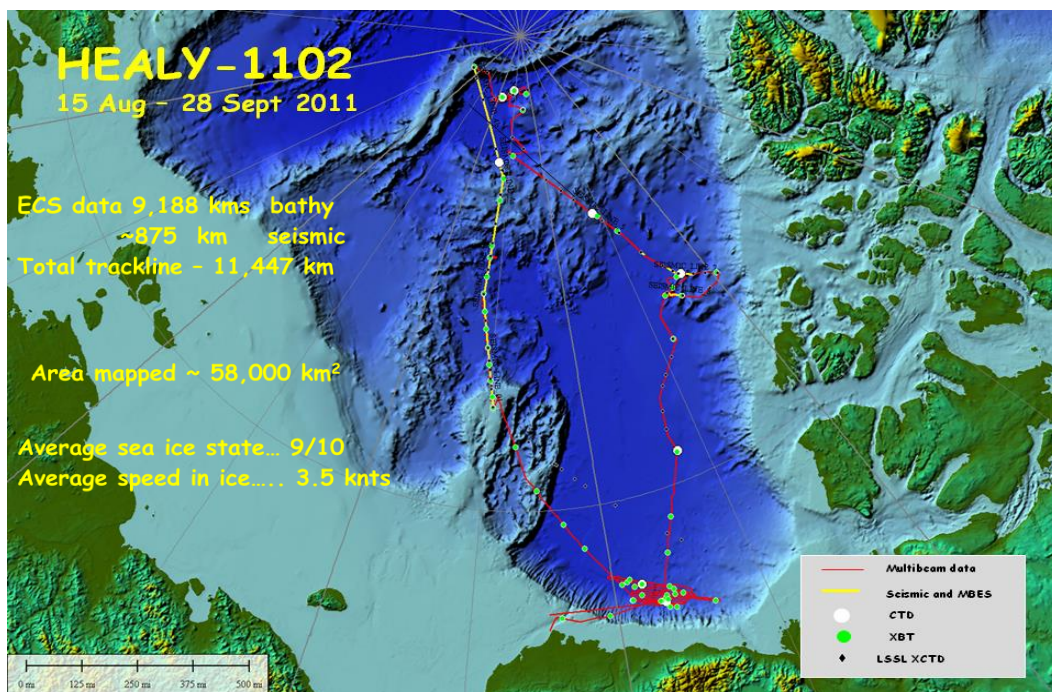 HEALY-1102
15 Aug – 28 Sept 2011
ECS data 9,188 kms bathy
~875 km seismic
Total trackline – 11,447 km
Area mapped ~ 58,000 km²
Average sea ice state… 9/10
Average speed in ice….. 3.5 knts
Multibeam data
Seismic and MBES
CTD
XBT
LSSL XCTD
0 mi 125 mi 250 mi 375 mi 500 mi